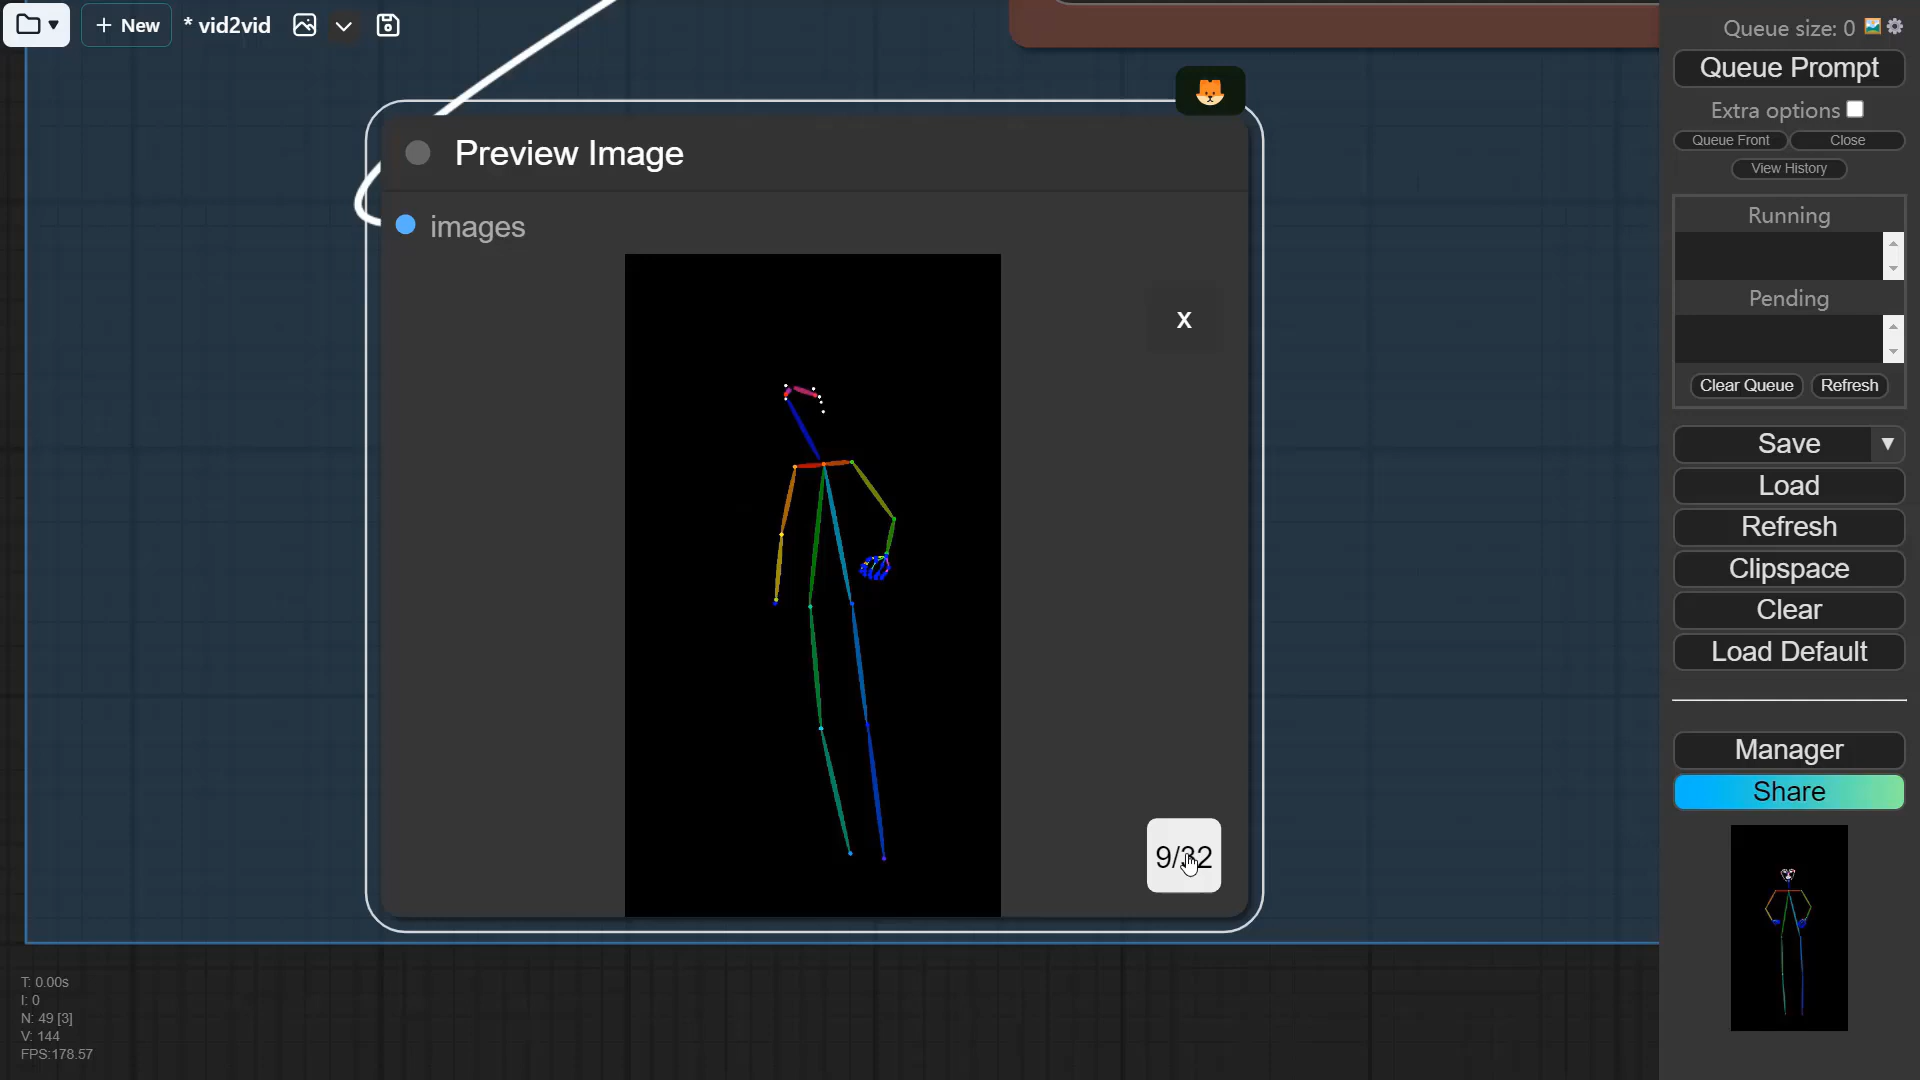 + New
* vid2vid
Preview Image
images
X
9/32
Queue size: 0
Queue Prompt
Extra options
Queue Front
Close
View History
Running
Pending
Clear Queue
Refresh
Save
Load
Refresh
Clipspace
Clear
Load Default
Manager
Share
T: 0.00s
I: 0
N: 49 [3]
V: 144
FPS:178.57